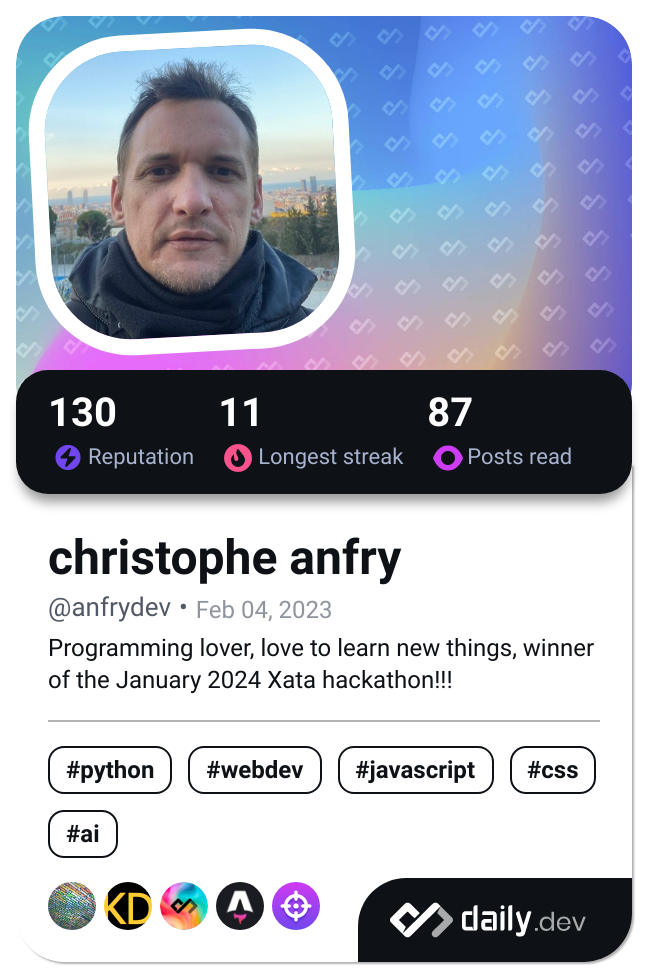 130 11 87
Reputation Longest streak Posts read
christophe anfry
@anfrydev • Feb 04, 2023
Programming lover, love to learn new things, winner
of the January 2024 Xata hackathon!!!
#python #webdev #javascript #css
#ai
KD
daily.dev